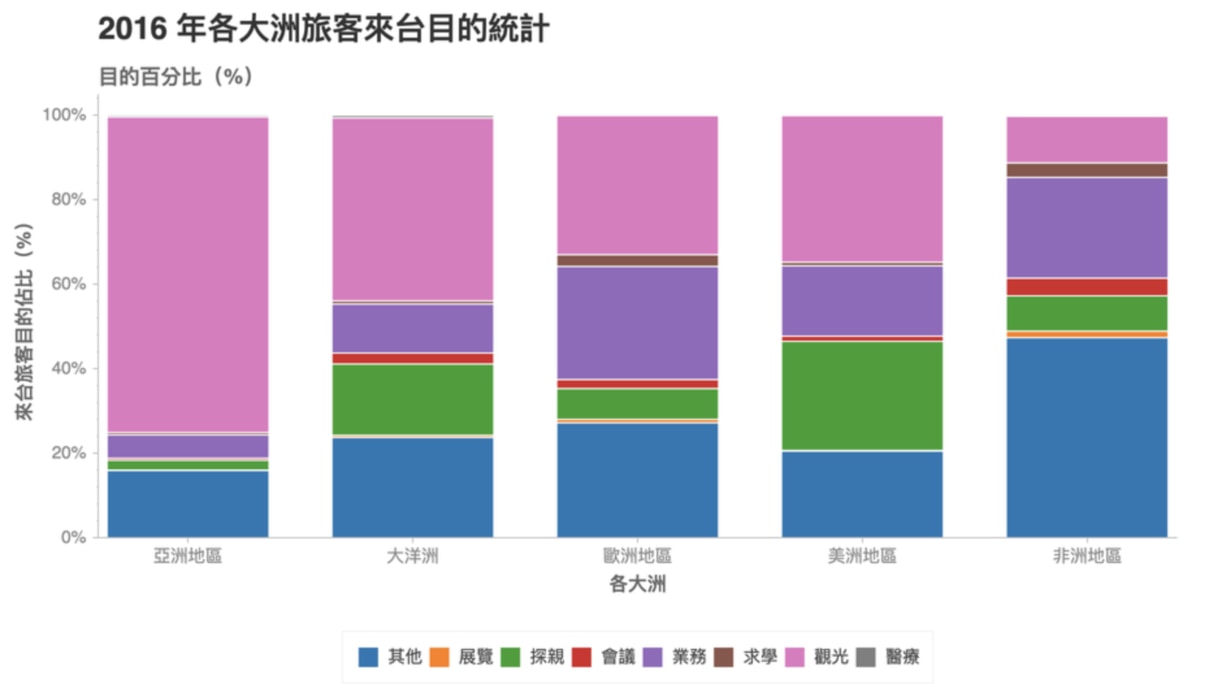 2016 年各大洲旅客來台目的統計
目的百分比（%）
100%
80%
60%
40%
20%
0%
來台旅客目的佔比（%）
亞洲地區 大洋洲 歐洲地區 美洲地區 非洲地區
各大洲
其他 展覽 探親 會議 業務 求學 觀光 醫療